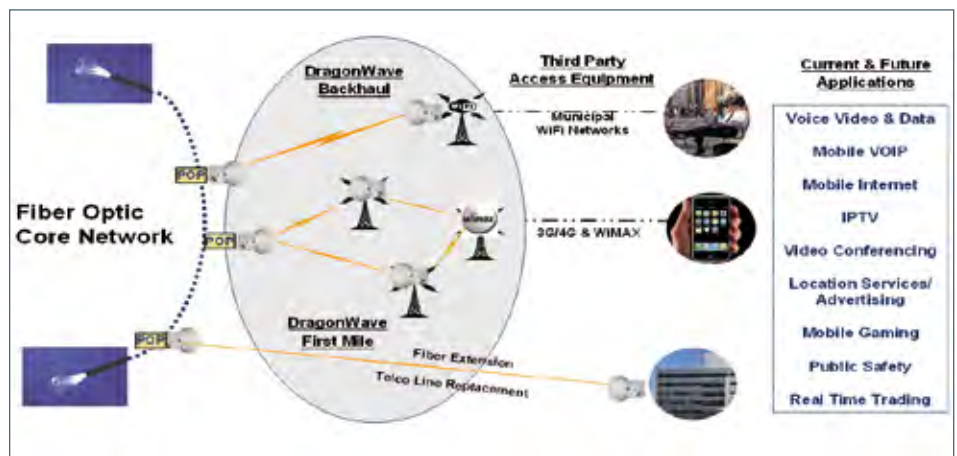 DragonWave
Backhaul
Third Party
Access Equipment
Current & Future
Applications
WiFi
Municipal
WiFi Networks
Voice Video & Data
Mobile VOIP
Mobile Internet
IPTV
Video Conferencing
Location Services/
Advertising
Mobile Gaming
Public Safety
Real Time Trading
POP
Fiber Optic
Core Network
POP
WiMAX
3G/4G & WiMAX
DragonWave
First Mile
POP
Fiber Extension
Telco Line Replacement